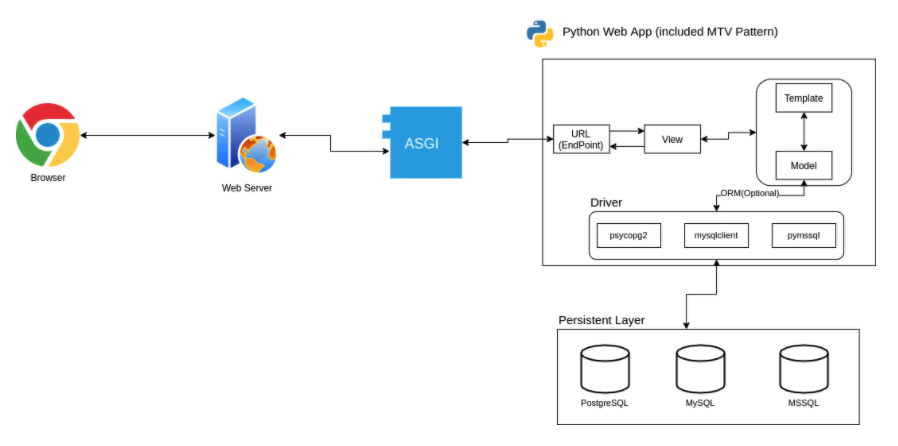 Python Web App (included MTV Pattern)
Browser
Web Server
ASGI
URL
(EndPoint)
View
Template
Model
ORM(Optional)
Driver
psycopg2
mysqlclient
pymssql
Persistent Layer
PostgreSQL
MySQL
MSSQL